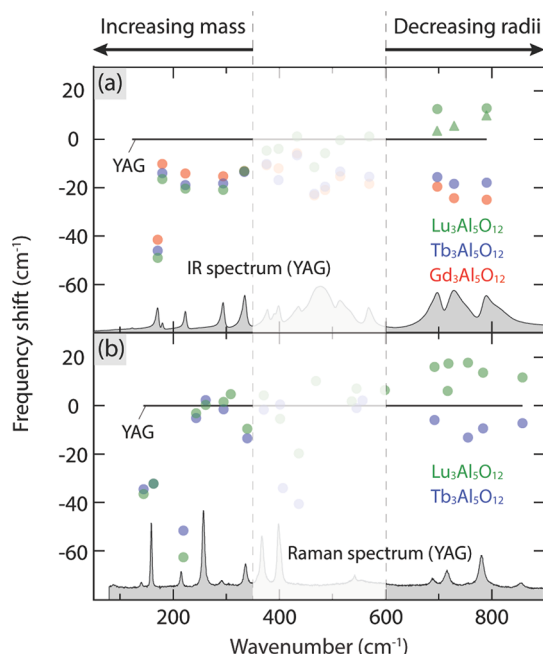 Increasing mass Decreasing radii
(a)
20
0
-20
-40
-60
YAG
Lu3Al5O12
Tb3Al5O12
Gd3Al5O12
IR spectrum (YAG)
Frequency shift (cm-1)
(b)
20
0
-20
-40
-60
YAG
Lu3Al5O12
Tb3Al5O12
Raman spectrum (YAG)
200 400 600 800
Wavenumber (cm-1)